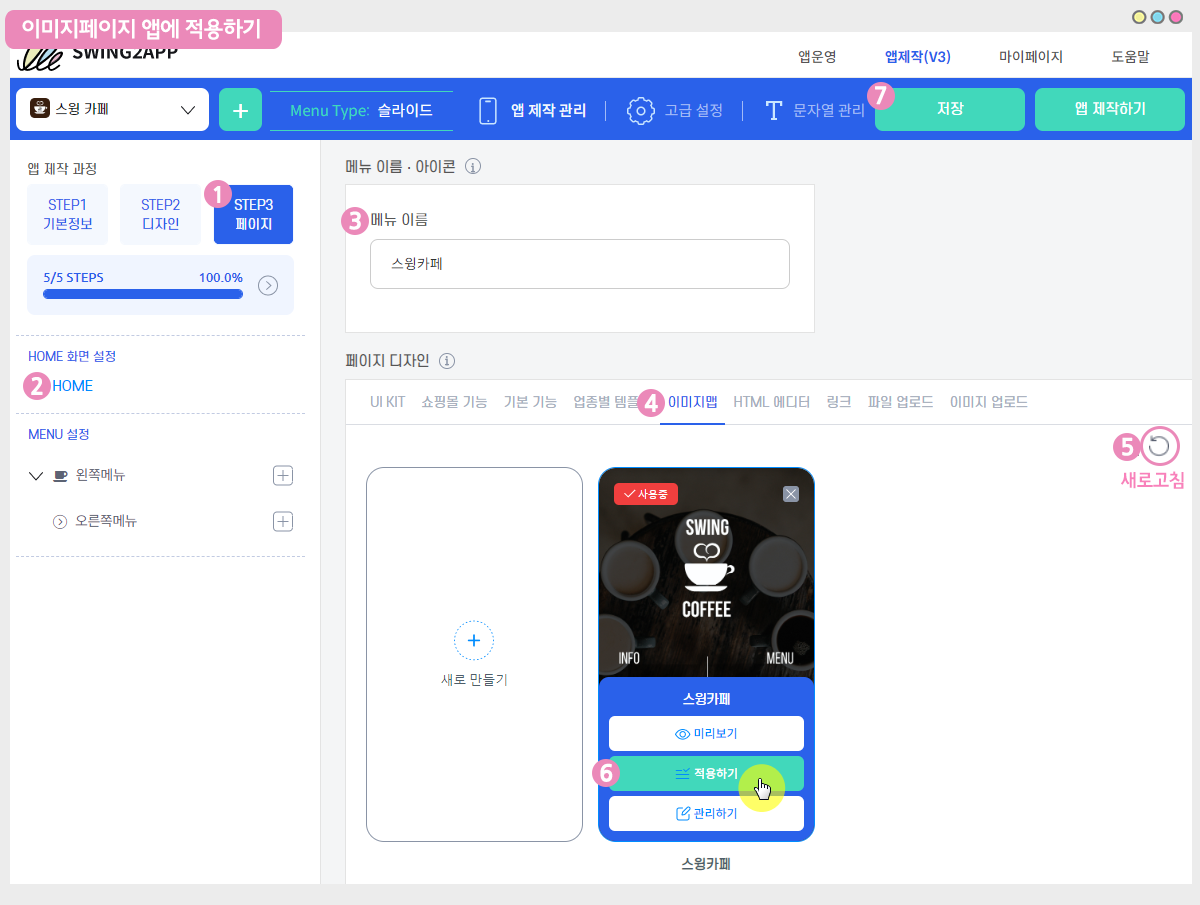 이미지페이지 앱에 적용하기
SWING2APP
앱운영
앱제작(V3)
마이페이지
도움말
스윙 카페
+
Menu Type: 슬라이드
앱 제작 관리
고급 설정
문자열 관리
7
저장
앱 제작하기
앱 제작 과정
STEP1
기본정보
STEP2
디자인
1
STEP3
페이지
5/5 STEPS
100.0%
HOME 화면 설정
2 HOME
MENU 설정
왼쪽메뉴
오른쪽메뉴
메뉴 이름 · 아이콘
3 메뉴 이름
스윙카페
페이지 디자인
UI KIT
쇼핑몰 기능
기본 기능
업종별 템플
4 이미지맵
HTML 에디터
링크
파일 업로드
이미지 업로드
5
새로고침
새로 만들기
사용중
SWING
COFFEE
INFO
MENU
스윙카페
미리보기
6 적용하기
관리하기
스윙카페